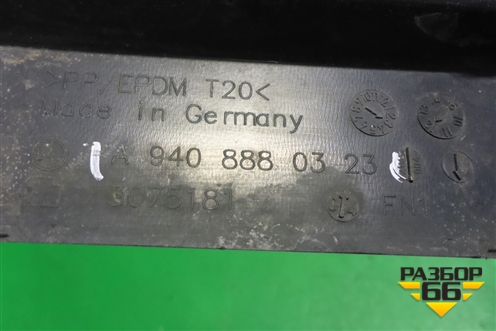 >PP/EPDM T20<
Made in Germany
A 940 888 03 23
РАЗБОР
66